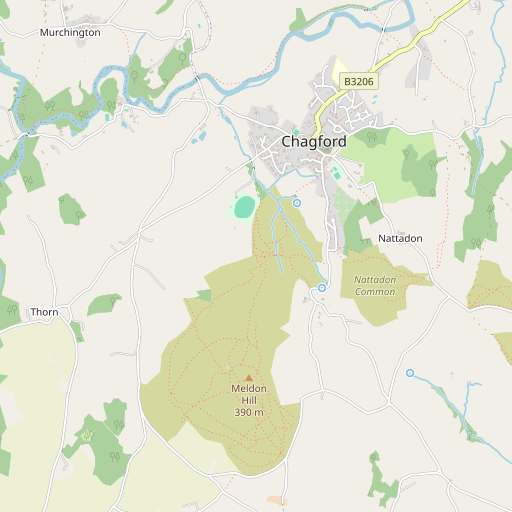 Murchington
B3206
Chagford
Nattadon
Nattadon
Common
Thorn
Meldon
Hill
390 m